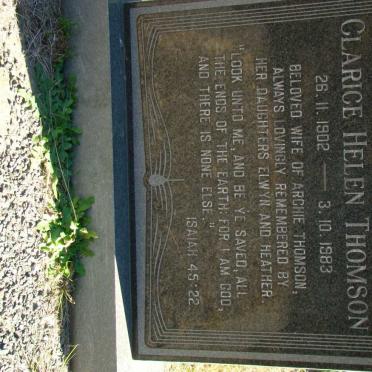 CLARICE HELEN THOMSON
26. 11. 1902 — 3. 10. 1983
BELOVED WIFE OF ARCHIE THOMSON,
ALWAYS LOVINGLY REMEMBERED BY
HER DAUGHTERS ELWYN AND HEATHER
"LOOK UNTO ME, AND BE YE SAVED, ALL
THE ENDS OF THE EARTH: FOR I AM GOD,
AND THERE IS NONE ELSE."
ISAIAH 45:22